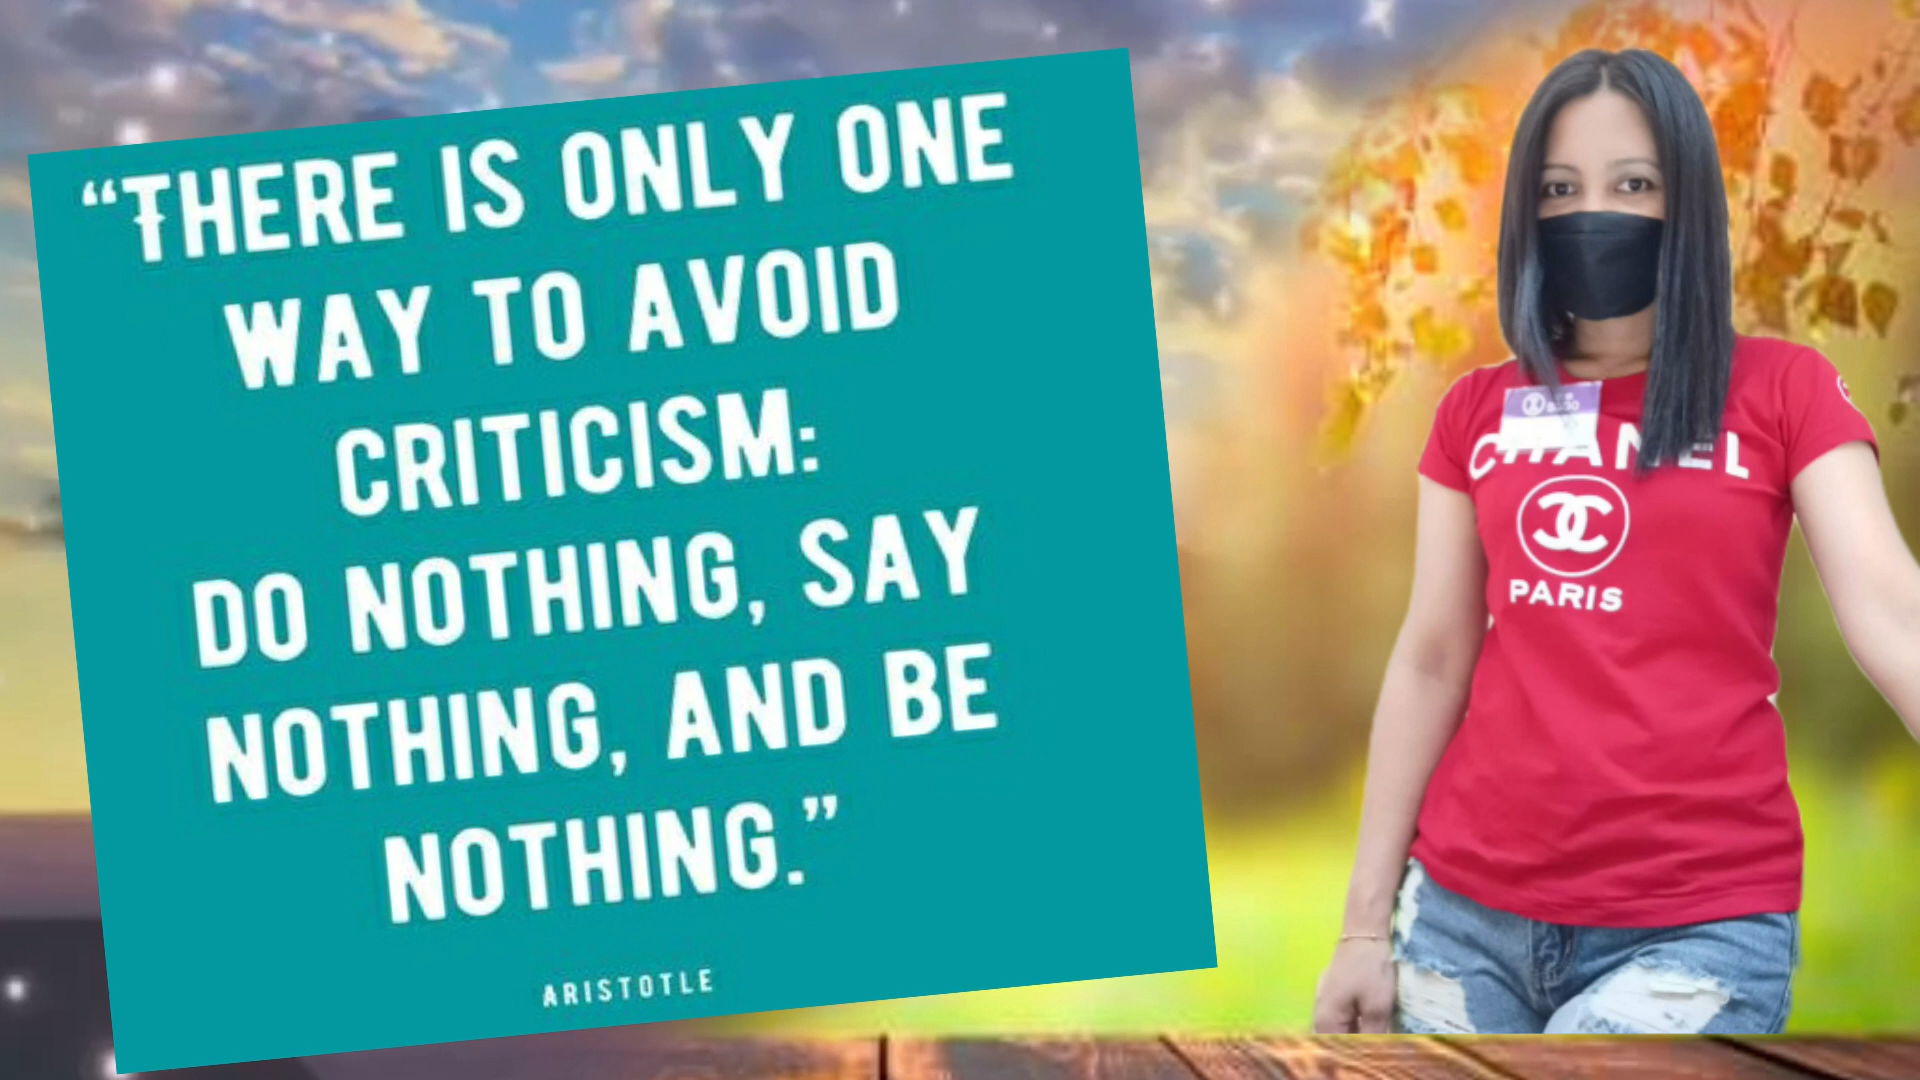 “THERE IS ONLY ONE
WAY TO AVOID
CRITICISM:
DO NOTHING, SAY
NOTHING, AND BE
NOTHING.”
ARISTOTLE
CHANEL
PARIS